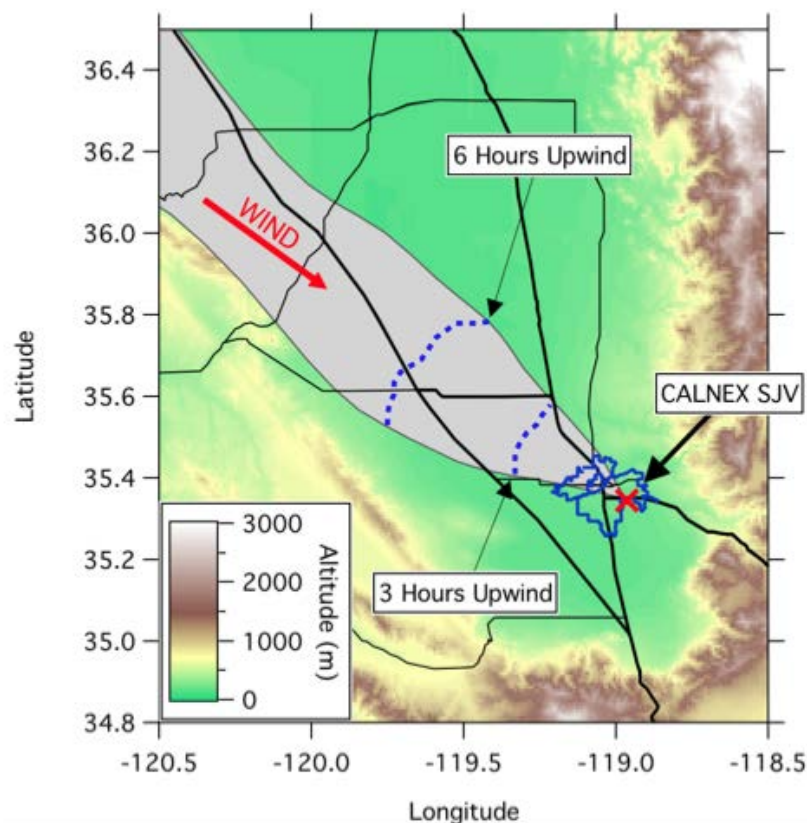 36.4
36.2
36.0
35.8
35.6
35.4
35.2
35.0
34.8
Latitude
6 Hours Upwind
WIND
CALNEX SJV
3 Hours Upwind
3000
2000
1000
0
Altitude (m)
-120.5 -120.0 -119.5 -119.0 -118.5
Longitude